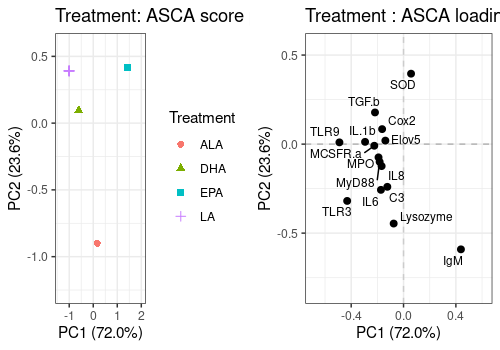 Treatment: ASCA score
0.5
0.0
-0.5
-1.0
PC2 (23.6%)
-1 0 1 2
PC1 (72.0%)
Treatment
ALA
DHA
EPA
LA
Treatment : ASCA loadin
0.5
0.0
-0.5
PC2 (23.6%)
SOD
TGF.b
Cox2
TLR9
IL.1b
Elov5
MCSFR.a
MPO
MyD88
IL8
IL6
C3
TLR3
Lysozyme
IgM
-0.4 0.0 0.4
PC1 (72.0%)